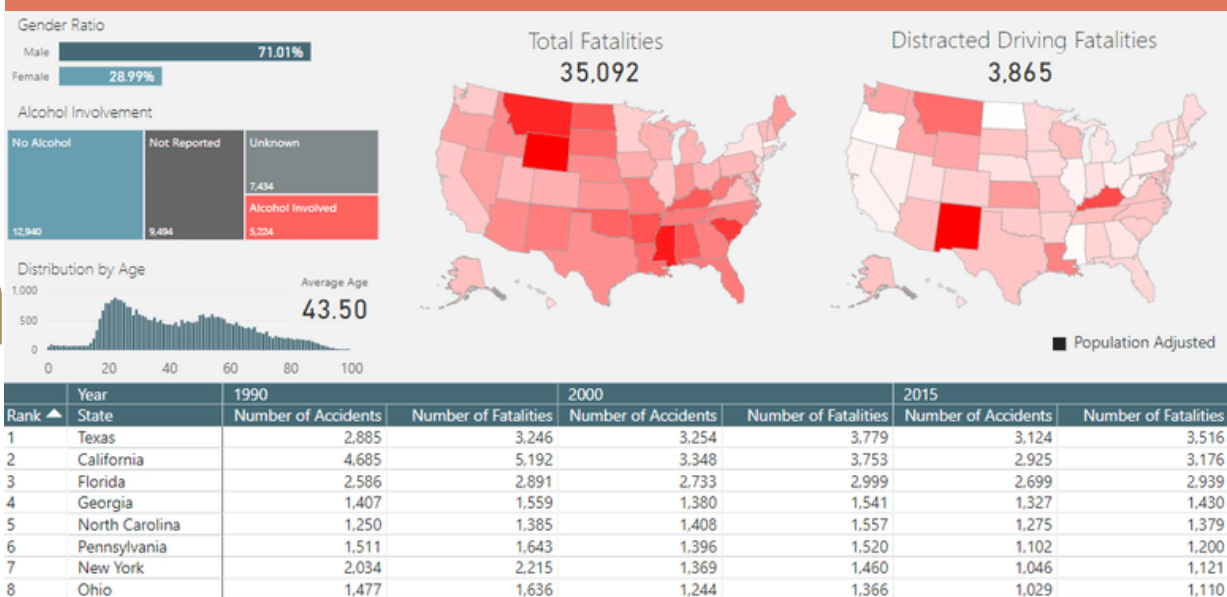 Gender Ratio
Male 71.01%
Female 28.99%
Alcohol Involvement
No Alcohol
12,940
Not Reported
9,494
Unknown
7,434
Alcohol Involved
5,224
Distribution by Age
1,000
500
0
0 20 40 60 80 100
Average Age
43.50
Total Fatalities
35,092
Distracted Driving Fatalities
3,865
Population Adjusted
Year 1990 2000 2015
Rank State Number of Accidents Number of Fatalities Number of Accidents Number of Fatalities Number of Accidents Number of Fatalities
1 Texas 2,885 3,246 3,254 3,779 3,124 3,516
2 California 4,685 5,192 3,348 3,753 2,925 3,176
3 Florida 2,586 2,891 2,733 2,999 2,699 2,939
4 Georgia 1,407 1,559 1,380 1,541 1,327 1,430
5 North Carolina 1,250 1,385 1,408 1,557 1,275 1,379
6 Pennsylvania 1,511 1,643 1,396 1,520 1,102 1,200
7 New York 2,034 2,215 1,369 1,460 1,046 1,121
8 Ohio 1,477 1,636 1,244 1,366 1,029 1,110